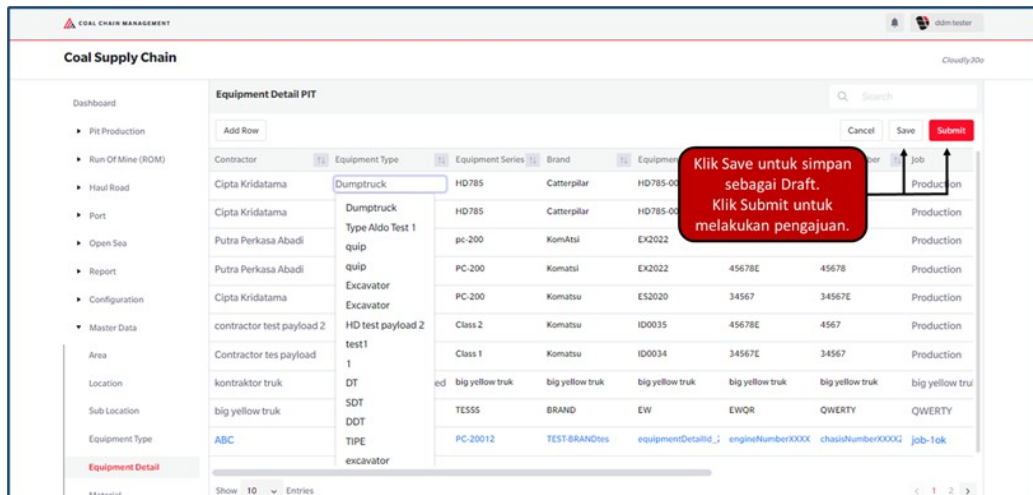 COAL CHAIN MANAGEMENT
ddm tester
Coal Supply Chain
Cloudly30o
Dashboard
Pit Production
Run Of Mine (ROM)
Haul Road
Port
Open Sea
Report
Configuration
Master Data
Area
Location
Sub Location
Equipment Type
Equipment Detail
Equipment Detail PIT
Search
Add Row
Cancel Save Submit
Contractor Equipment Type Equipment Series Brand Job
Cipta Kridatama Dumptruck HD785 Catterpilar Production
Cipta Kridatama HD785 Catterpilar Production
Putra Perkasa Abadi pc-200 KomAtsi EX2022 Production
Putra Perkasa Abadi PC-200 Komatsi EX2022 45678E 45678 Production
Cipta Kridatama PC-200 Komatsu ES2020 34567 34567E Production
contractor test payload 2 Class 2 Komatsu ID0035 45678E 4567 Production
Contractor tes payload Class 1 Komatsu ID0034 34567E 34567 Production
kontraktor truk big yellow truk big yellow truk big yellow truk big yellow truk big yellow truk big yellow tru
big yellow truk TESSS BRAND EW EWQR QWERTY QWERTY
ABC PC-20012 TEST-BRANDtes equipmentDetailId_ engineNumberXXXX chasisNumberXXXX job-1ok
Dumptruck
Type Aldo Test 1
quip
quip
Excavator
Excavator
HD test payload 2
test1
1
DT
SDT
DDT
TIPE
excavator
Klik Save untuk simpan
sebagai Draft.
Klik Submit untuk
melakukan pengajuan.
Show 10 Entries
1 2